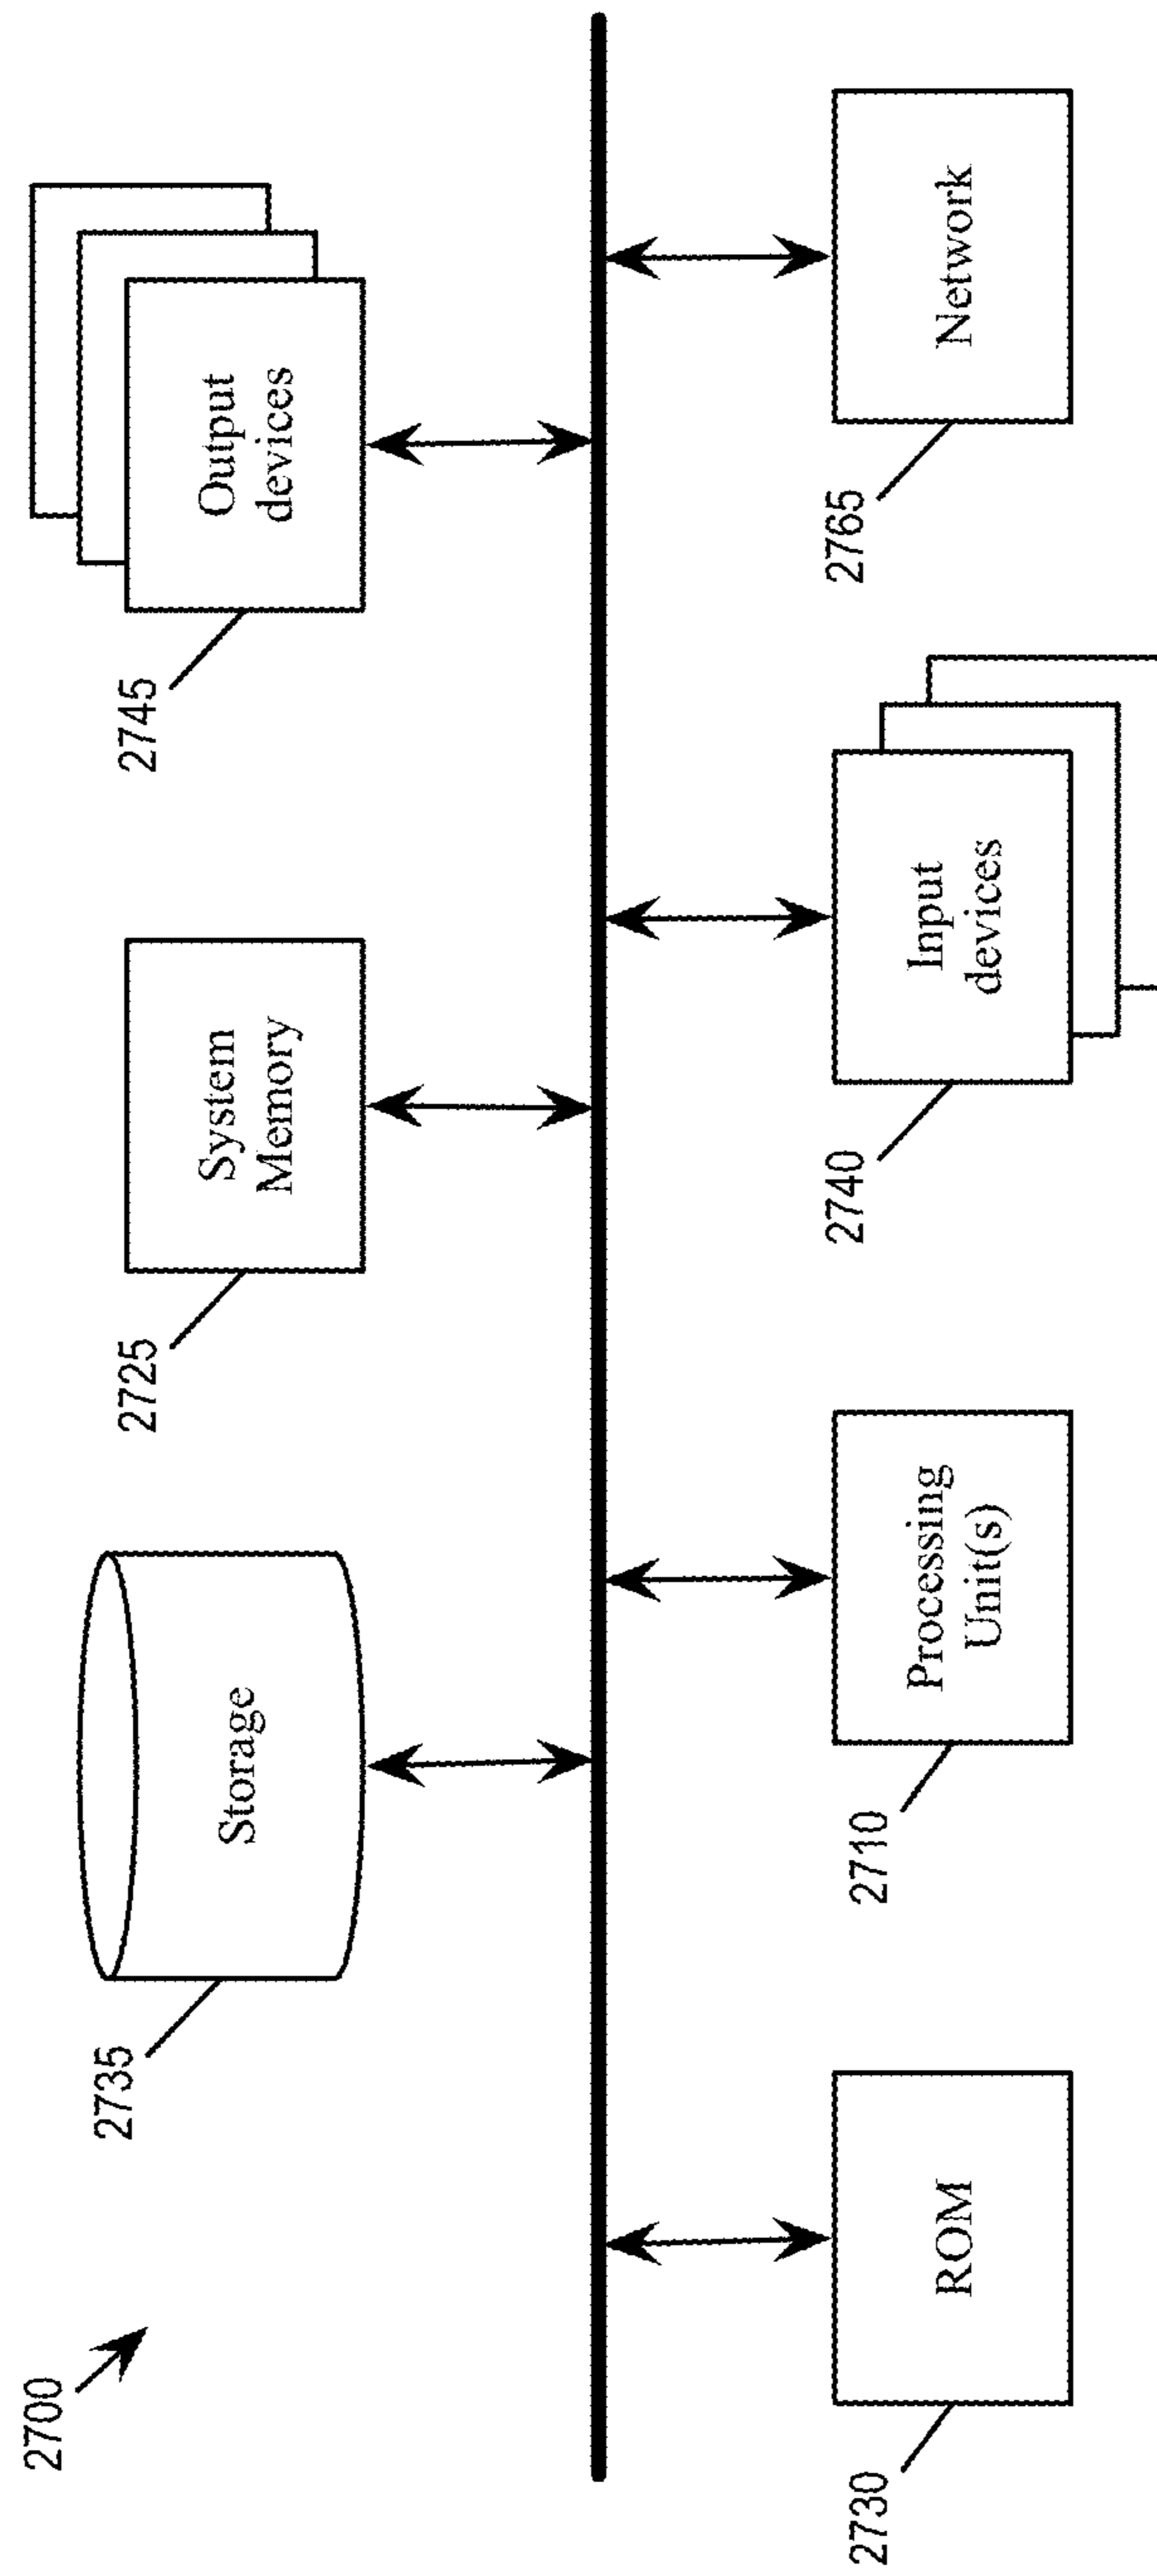 2700
2735
Storage
2725
System
Memory
2745
Output
devices
2730
ROM
2710
Processing
Unit(s)
2740
Input
devices
2765
Network